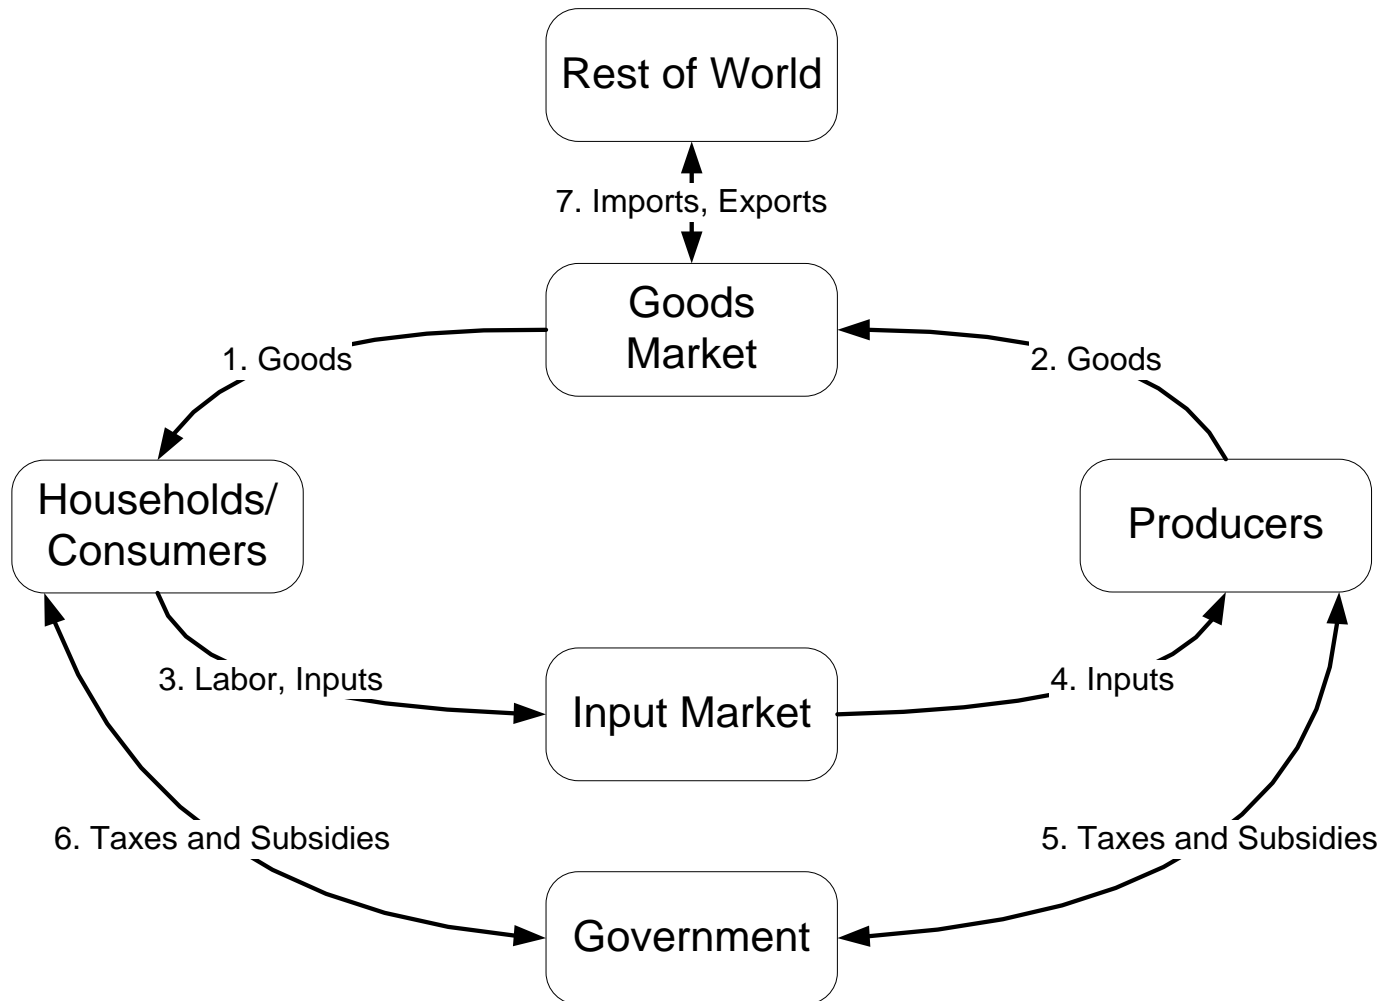 Rest of World
7. Imports, Exports
Goods
Market
1. Goods
2. Goods
Households/
Consumers
Producers
3. Labor, Inputs
Input Market
4. Inputs
6. Taxes and Subsidies
5. Taxes and Subsidies
Government